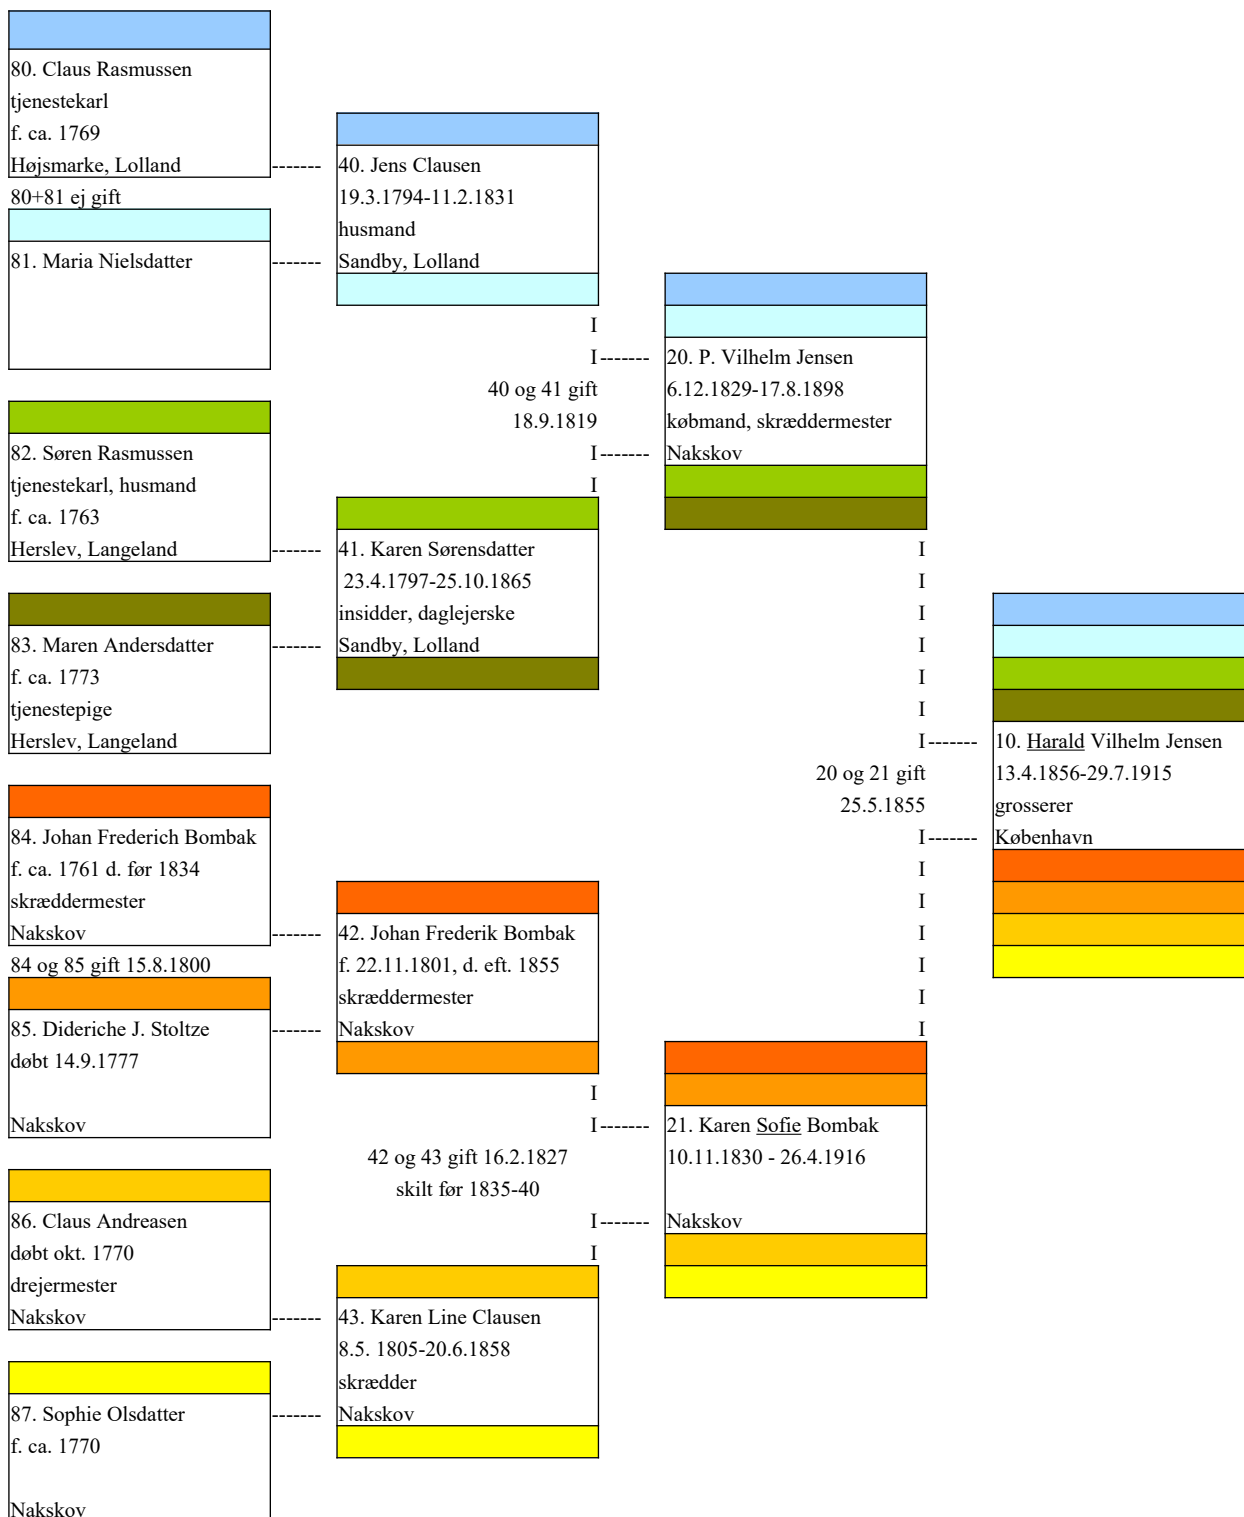 80. Claus Rasmussen
tjenestekarl
f. ca. 1769
Højsmarke, Lolland
80+81 ej gift
81. Maria Nielsdatter
82. Søren Rasmussen
tjenestekarl, husmand
f. ca. 1763
Herslev, Langeland
83. Maren Andersdatter
f. ca. 1773
tjenestepige
Herslev, Langeland
84. Johan Frederich Bombak
f. ca. 1761 d. før 1834
skræddermester
Nakskov
84 og 85 gift 15.8.1800
85. Dideriche J. Stoltze
døbt 14.9.1777
Nakskov
86. Claus Andreasen
døbt okt. 1770
drejermester
Nakskov
87. Sophie Olsdatter
f. ca. 1770
Nakskov
40. Jens Clausen
19.3.1794-11.2.1831
husmand
Sandby, Lolland
40 og 41 gift
18.9.1819
41. Karen Sørensdatter
23.4.1797-25.10.1865
insidder, daglejerske
Sandby, Lolland
42. Johan Frederik Bombak
f. 22.11.1801, d. eft. 1855
skræddermester
Nakskov
42 og 43 gift 16.2.1827
skilt før 1835-40
43. Karen Line Clausen
8.5. 1805-20.6.1858
skrædder
Nakskov
20. P. Vilhelm Jensen
6.12.1829-17.8.1898
købmand, skræddermester
Nakskov
20 og 21 gift
25.5.1855
21. Karen Sofie Bombak
10.11.1830 - 26.4.1916
Nakskov
10. Harald Vilhelm Jensen
13.4.1856-29.7.1915
grosserer
København